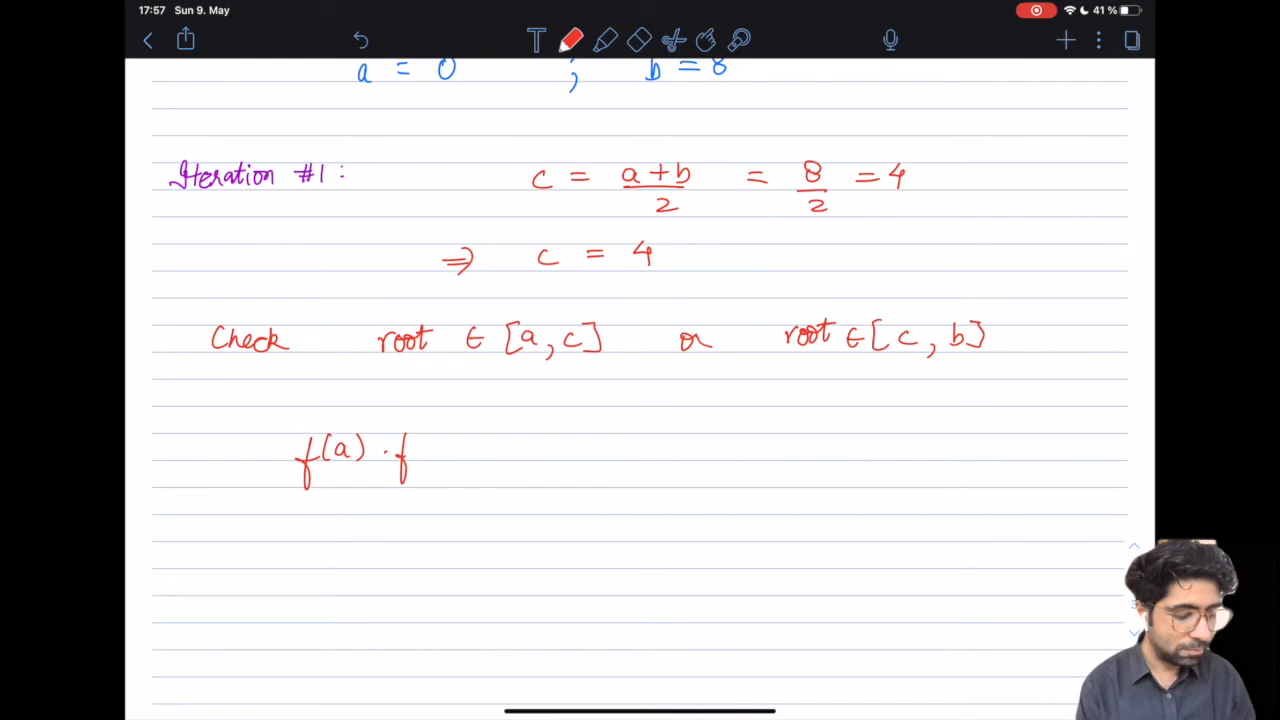 17:57 Sun 9. May 41 %
T
a = 0 ; b = 8
Iteration #1: c = a+b/2 = 8/2 = 4
⇒ c = 4
Check root ∈ [a, c] or root ∈ [c, b]
f(a) · f